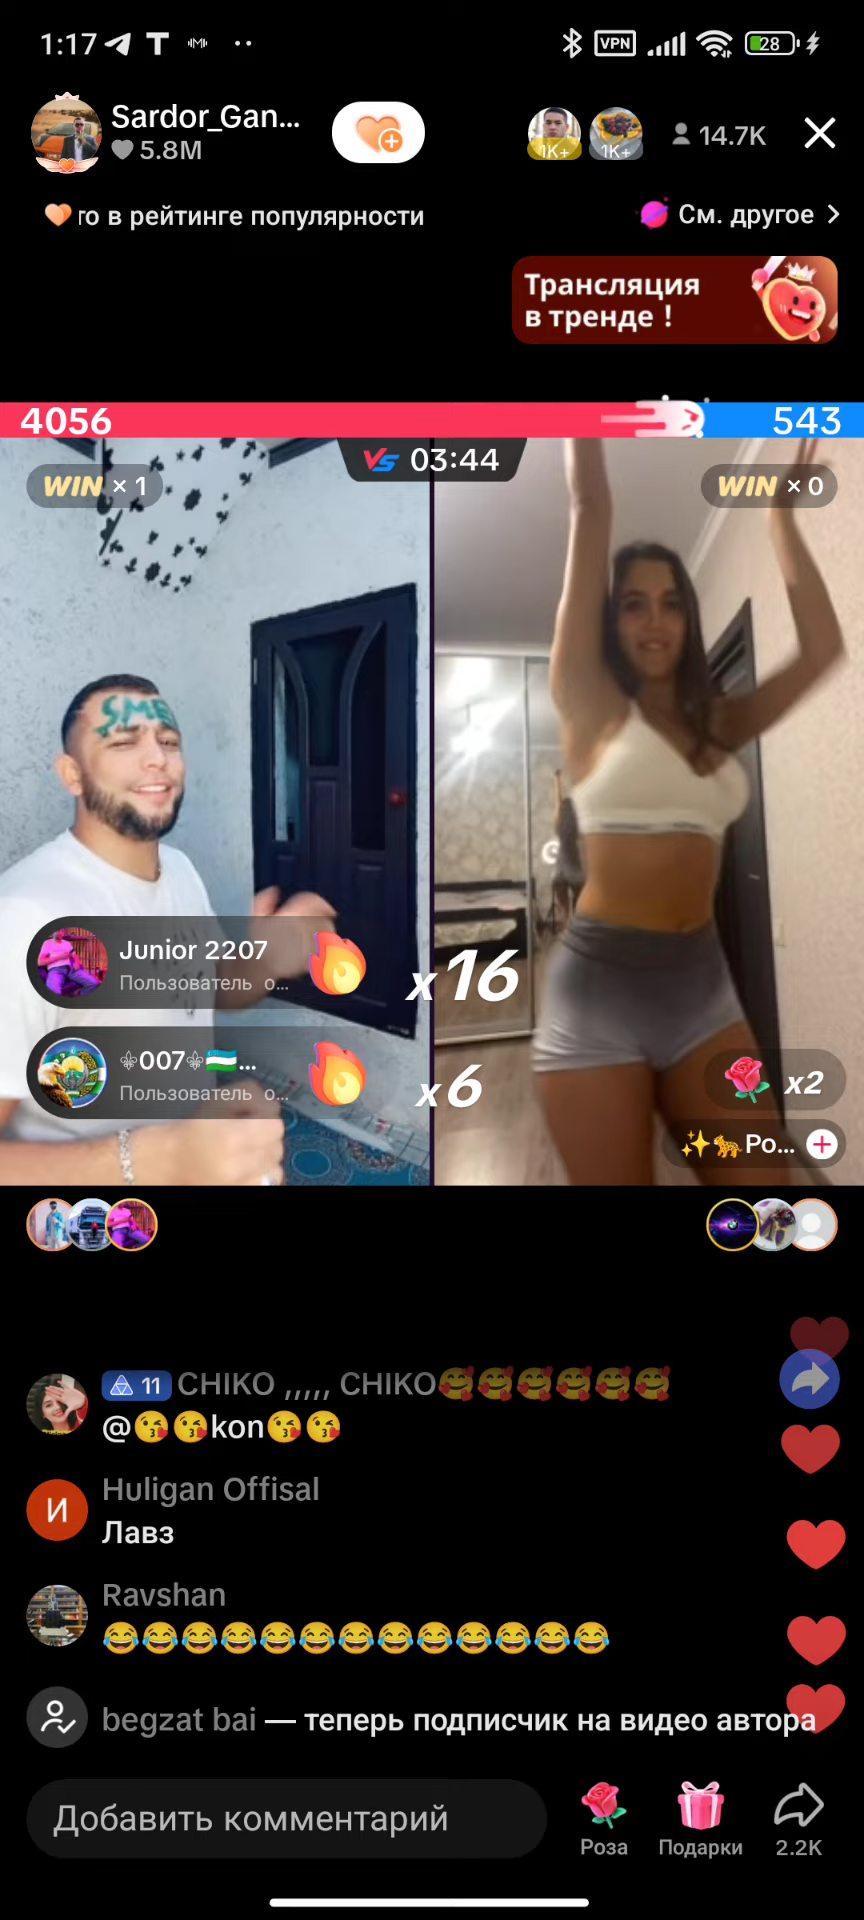 1:17
VPN
28
Sardor_Gan...
5.8M
1K+
1K+
14.7K
го в рейтинге популярности
См. другое
Трансляция
в тренде !
4056
543
VS 03:44
WIN × 1
WIN × 0
SME
Junior 2207
Пользователь о...
x16
⚜007⚜🇺🇿...
Пользователь о...
x6
x2
✨🐆Ро...
11 CHIKO ,,,,, CHIKO🥰🥰🥰🥰🥰🥰
@😘😘kon😘😘
И
Huligan Offisal
Лавз
Ravshan
😂😂😂😂😂😂😂😂😂😂😂😂😂
begzat bai — теперь подписчик на видео автора
Добавить комментарий
Роза
Подарки
2.2K